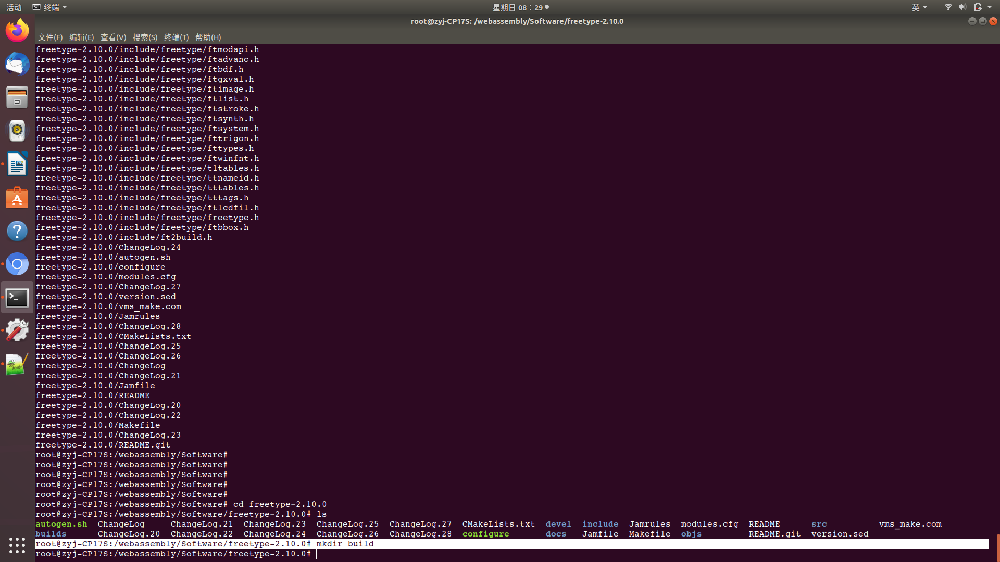 活动 终端 星期日 08：29 英
root@zyj-CP17S: /webassembly/Software/freetype-2.10.0
文件(F) 编辑(E) 查看(V) 搜索(S) 终端(T) 帮助(H)
freetype-2.10.0/include/freetype/ftmodapi.h
freetype-2.10.0/include/freetype/ftadvanc.h
freetype-2.10.0/include/freetype/ftbdf.h
freetype-2.10.0/include/freetype/ftgxval.h
freetype-2.10.0/include/freetype/ftimage.h
freetype-2.10.0/include/freetype/ftlist.h
freetype-2.10.0/include/freetype/ftstroke.h
freetype-2.10.0/include/freetype/ftsynth.h
freetype-2.10.0/include/freetype/ftsystem.h
freetype-2.10.0/include/freetype/fttrigon.h
freetype-2.10.0/include/freetype/fttypes.h
freetype-2.10.0/include/freetype/ftwinfnt.h
freetype-2.10.0/include/freetype/t1tables.h
freetype-2.10.0/include/freetype/ttnameid.h
freetype-2.10.0/include/freetype/tttables.h
freetype-2.10.0/include/freetype/tttags.h
freetype-2.10.0/include/freetype/ftlcdfil.h
freetype-2.10.0/include/freetype/freetype.h
freetype-2.10.0/include/freetype/ftbbox.h
freetype-2.10.0/include/ft2build.h
freetype-2.10.0/ChangeLog.24
freetype-2.10.0/autogen.sh
freetype-2.10.0/configure
freetype-2.10.0/modules.cfg
freetype-2.10.0/ChangeLog.27
freetype-2.10.0/version.sed
freetype-2.10.0/vms_make.com
freetype-2.10.0/Jamrules
freetype-2.10.0/ChangeLog.28
freetype-2.10.0/CMakeLists.txt
freetype-2.10.0/ChangeLog.25
freetype-2.10.0/ChangeLog.26
freetype-2.10.0/ChangeLog
freetype-2.10.0/ChangeLog.21
freetype-2.10.0/Jamfile
freetype-2.10.0/README
freetype-2.10.0/ChangeLog.20
freetype-2.10.0/ChangeLog.22
freetype-2.10.0/Makefile
freetype-2.10.0/ChangeLog.23
freetype-2.10.0/README.git
root@zyj-CP17S:/webassembly/Software#
root@zyj-CP17S:/webassembly/Software#
root@zyj-CP17S:/webassembly/Software#
root@zyj-CP17S:/webassembly/Software#
root@zyj-CP17S:/webassembly/Software#
root@zyj-CP17S:/webassembly/Software# cd freetype-2.10.0
root@zyj-CP17S:/webassembly/Software/freetype-2.10.0# ls
autogen.sh ChangeLog ChangeLog.21 ChangeLog.23 ChangeLog.25 ChangeLog.27 CMakeLists.txt devel include Jamrules modules.cfg README src vms_make.com
builds ChangeLog.20 ChangeLog.22 ChangeLog.24 ChangeLog.26 ChangeLog.28 configure docs Jamfile Makefile objs README.git version.sed
root@zyj-CP17S:/webassembly/Software/freetype-2.10.0# mkdir build
root@zyj-CP17S:/webassembly/Software/freetype-2.10.0#